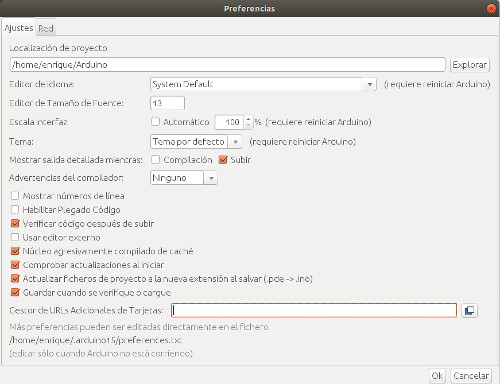 Preferencias
Ajustes Red
Localización de proyecto
/home/enrique/Arduino Explorar
Editor de idioma: System Default (requiere reiniciar Arduino)
Editor de Tamaño de Fuente: 13
Escala interfaz: Automático 100 % (requiere reiniciar Arduino)
Tema: Tema por defecto (requiere reiniciar Arduino)
Mostrar salida detallada mientras: Compilación Subir
Advertencias del compilador: Ninguno
Mostrar números de línea
Habilitar Plegado Código
Verificar código después de subir
Usar editor externo
Núcleo agresivamente compilado de caché
Comprobar actualizaciones al iniciar
Actualizar ficheros de proyecto a la nueva extensión al salvar (.pde -> .ino)
Guardar cuando se verifique o cargue
Gestor de URLs Adicionales de Tarjetas:
Más preferencias pueden ser editadas directamente en el fichero
/home/enrique/.arduino15/preferences.txt
(editar sólo cuando Arduino no está corriendo)
Ok Cancelar